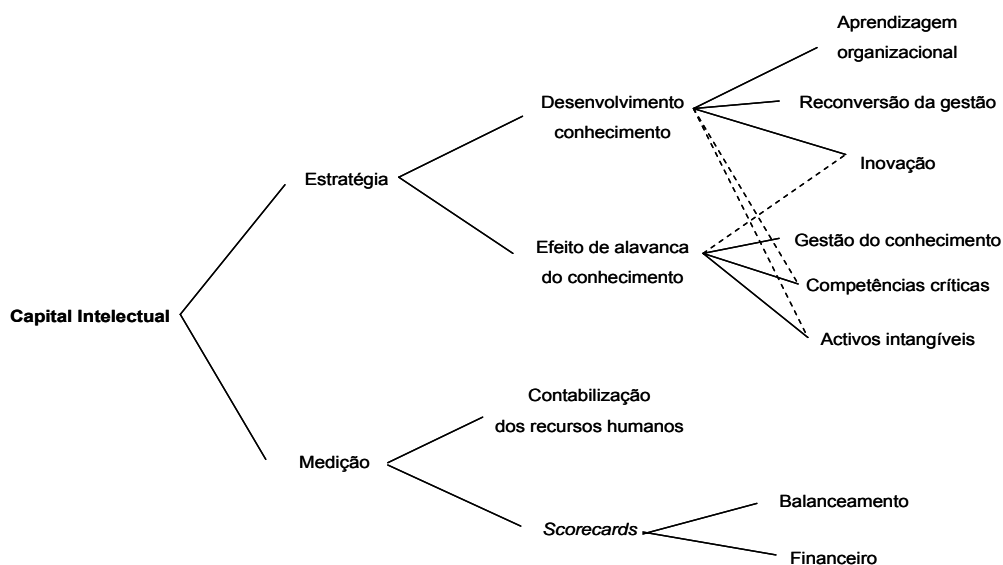 Aprendizagem
organizacional
Desenvolvimento
conhecimento
Reconversão da gestão
Inovação
Estratégia
Efeito de alavanca
do conhecimento
Gestão do conhecimento
Competências críticas
Activos intangíveis
Capital Intelectual
Contabilização
dos recursos humanos
Medição
Scorecards
Balanceamento
Financeiro